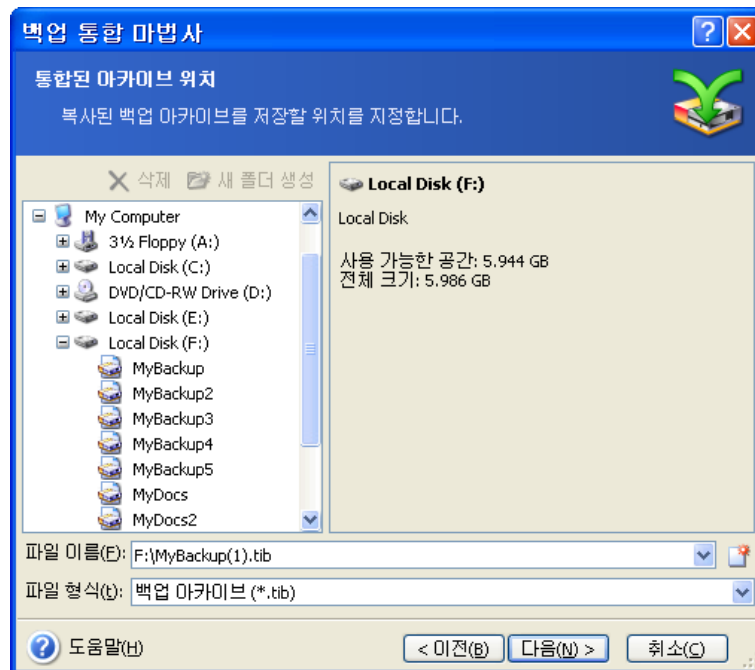 백업 통합 마법사
통합된 아카이브 위치
복사된 백업 아카이브를 저장할 위치를 지정합니다.
삭제 새 폴더 생성
My Computer
3½ Floppy (A:)
Local Disk (C:)
DVD/CD-RW Drive (D:)
Local Disk (E:)
Local Disk (F:)
MyBackup
MyBackup2
MyBackup3
MyBackup4
MyBackup5
MyDocs
MyDocs2
Local Disk (F:)
Local Disk
사용 가능한 공간: 5.944 GB
전체 크기: 5.986 GB
파일 이름(F): F:\MyBackup(1).tib
파일 형식(t): 백업 아카이브 (*.tib)
도움말(H) < 이전(B) 다음(N) > 취소(C)